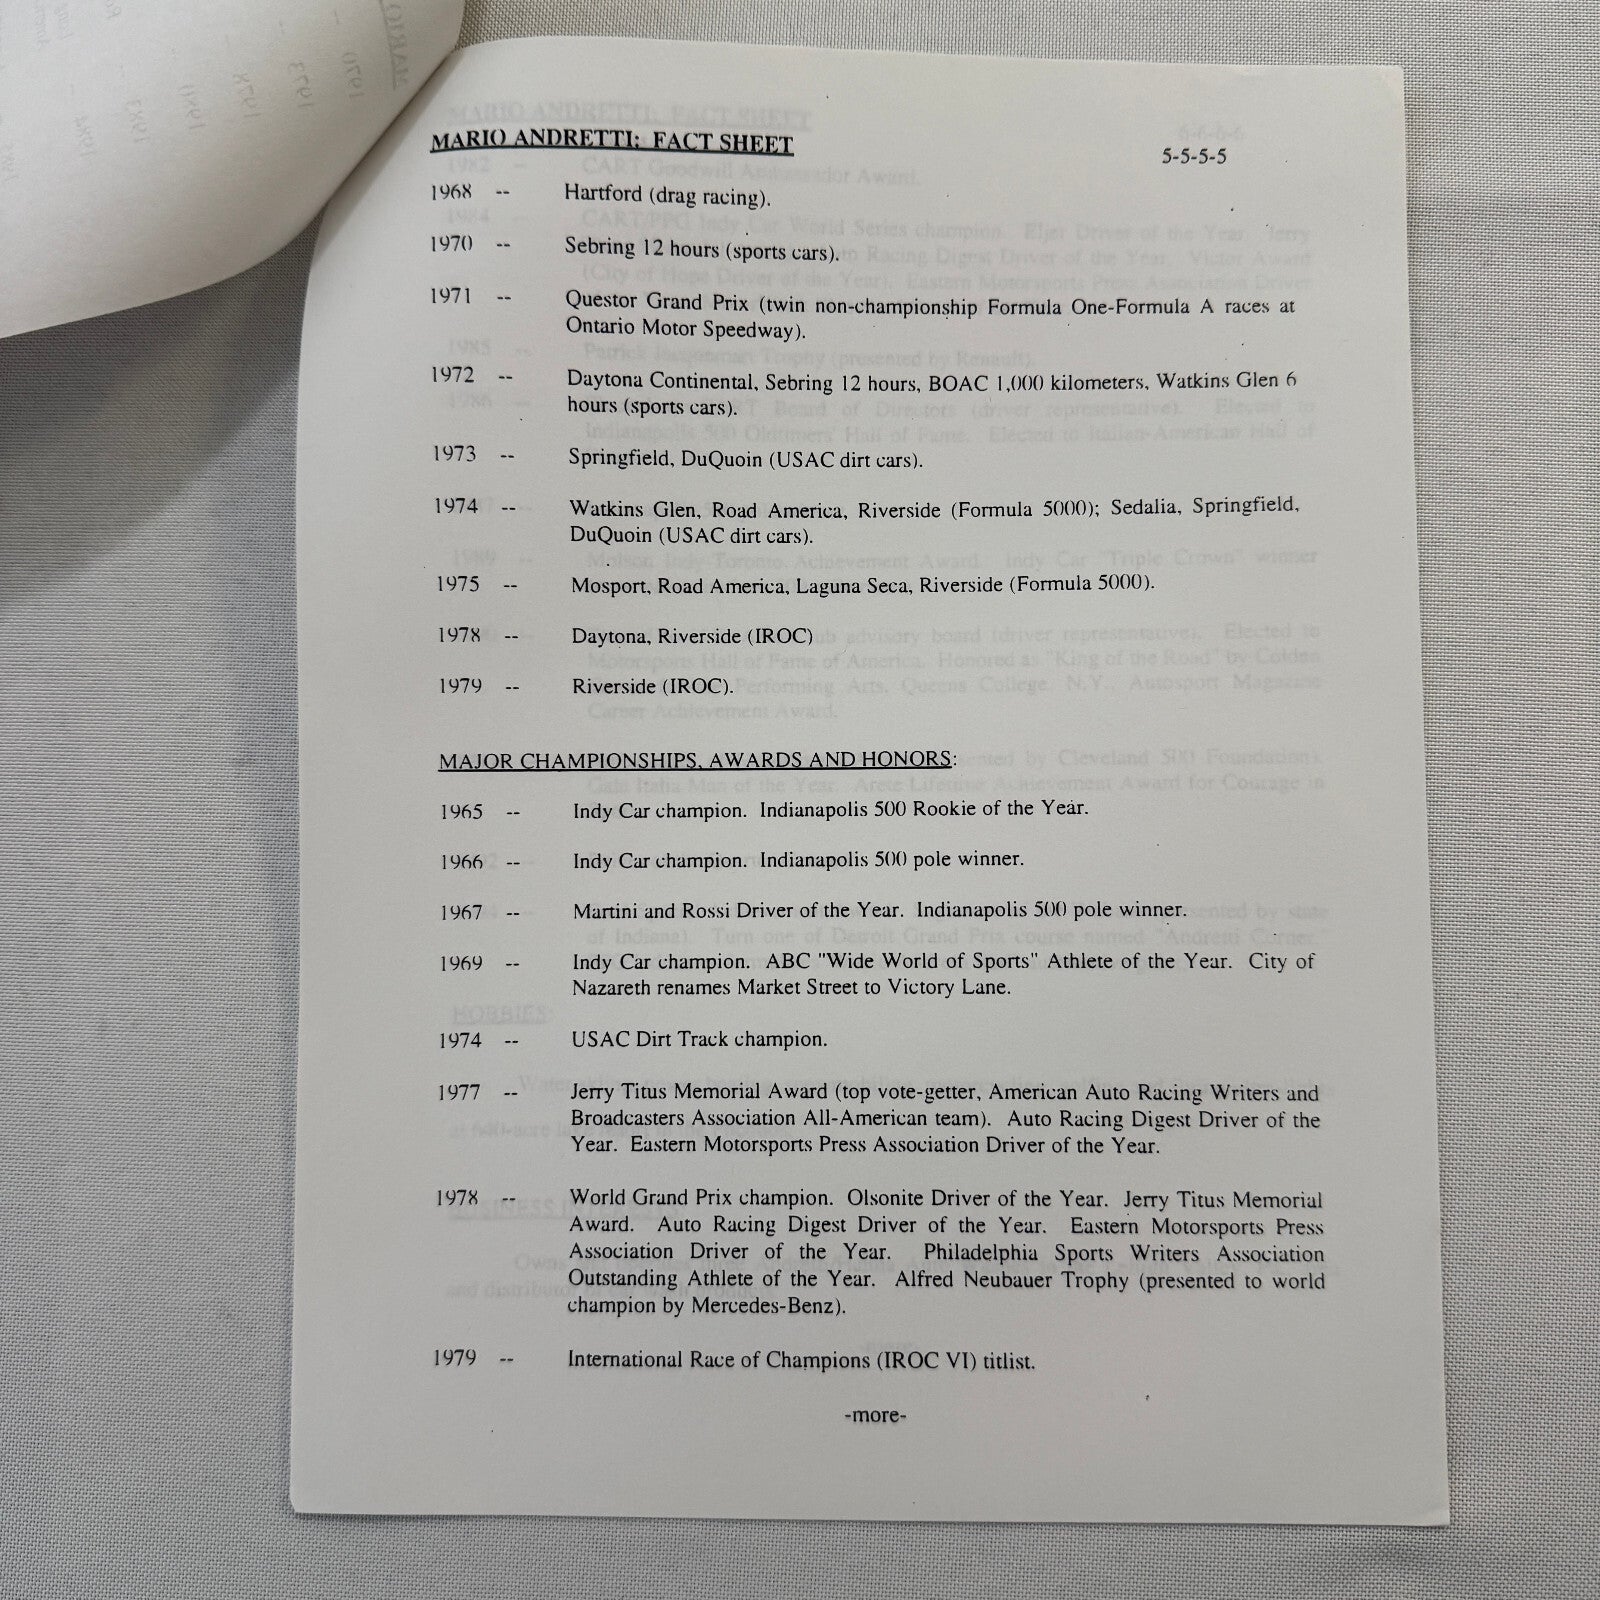 MARIO ANDRETTI: FACT SHEET
5-5-5-5
1968 -- Hartford (drag racing).
1970 -- Sebring 12 hours (sports cars).
1971 -- Questor Grand Prix (twin non-championship Formula One-Formula A races at
Ontario Motor Speedway).
1972 -- Daytona Continental, Sebring 12 hours, BOAC 1,000 kilometers, Watkins Glen 6
hours (sports cars).
1973 -- Springfield, DuQuoin (USAC dirt cars).
1974 -- Watkins Glen, Road America, Riverside (Formula 5000); Sedalia, Springfield,
DuQuoin (USAC dirt cars).
1975 -- Mosport, Road America, Laguna Seca, Riverside (Formula 5000).
1978 -- Daytona, Riverside (IROC)
1979 -- Riverside (IROC).
MAJOR CHAMPIONSHIPS, AWARDS AND HONORS:
1965 -- Indy Car champion. Indianapolis 500 Rookie of the Year.
1966 -- Indy Car champion. Indianapolis 500 pole winner.
1967 -- Martini and Rossi Driver of the Year. Indianapolis 500 pole winner.
1969 -- Indy Car champion. ABC "Wide World of Sports" Athlete of the Year. City of
Nazareth renames Market Street to Victory Lane.
1974 -- USAC Dirt Track champion.
1977 -- Jerry Titus Memorial Award (top vote-getter, American Auto Racing Writers and
Broadcasters Association All-American team). Auto Racing Digest Driver of the
Year. Eastern Motorsports Press Association Driver of the Year.
1978 -- World Grand Prix champion. Olsonite Driver of the Year. Jerry Titus Memorial
Award. Auto Racing Digest Driver of the Year. Eastern Motorsports Press
Association Driver of the Year. Philadelphia Sports Writers Association
Outstanding Athlete of the Year. Alfred Neubauer Trophy (presented to world
champion by Mercedes-Benz).
1979 -- International Race of Champions (IROC VI) titlist.
-more-